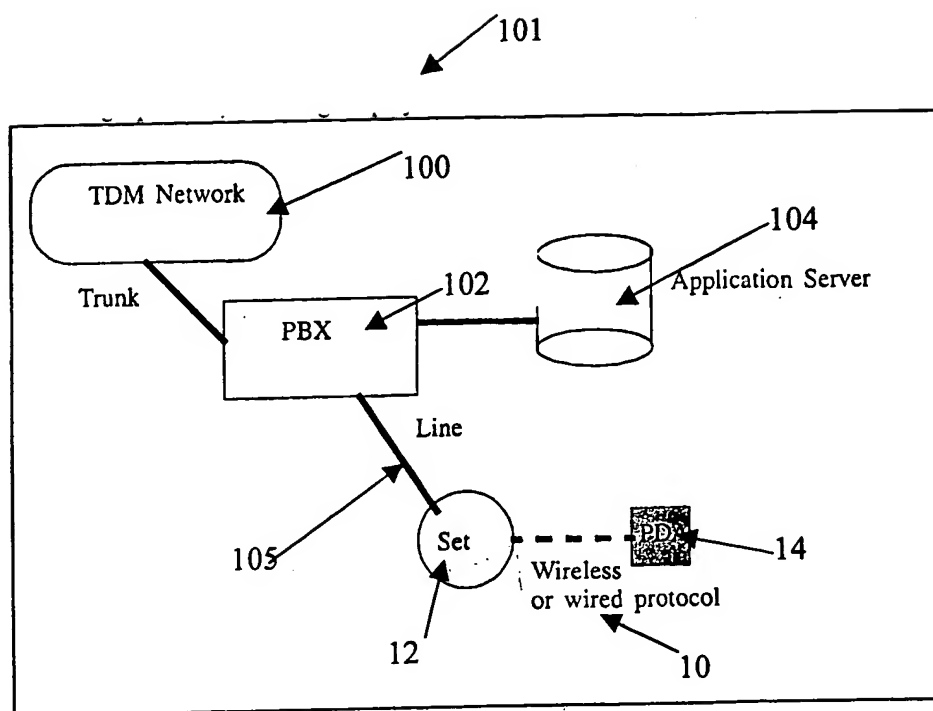 101
100
TDM Network
104
Trunk
102
Application Server
PBX
Line
105
Set
PDA
14
Wireless
or wired protocol
12
10